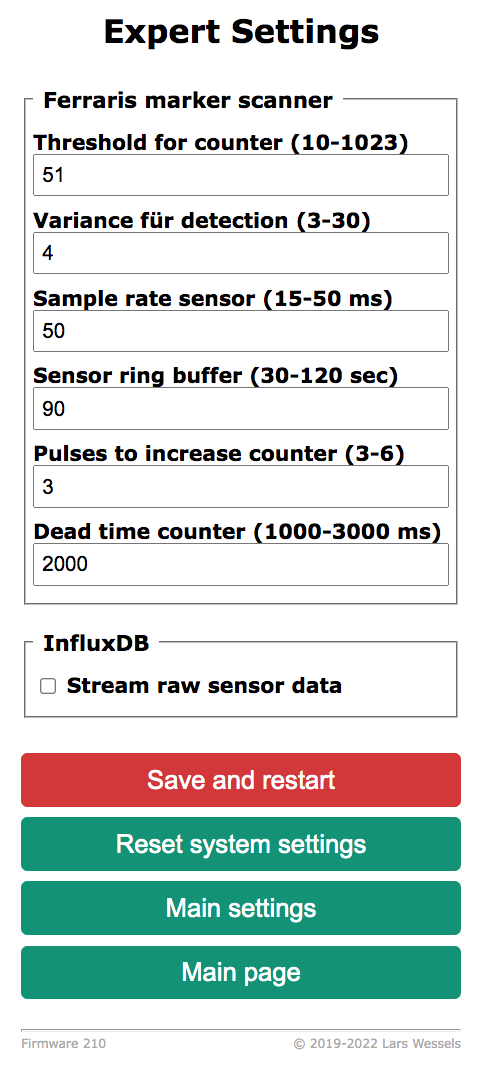 Expert Settings
Ferraris marker scanner
Threshold for counter (10-1023)
51
Variance für detection (3-30)
4
Sample rate sensor (15-50 ms)
50
Sensor ring buffer (30-120 sec)
90
Pulses to increase counter (3-6)
3
Dead time counter (1000-3000 ms)
2000
InfluxDB
Stream raw sensor data
Save and restart
Reset system settings
Main settings
Main page
Firmware 210 © 2019-2022 Lars Wessels